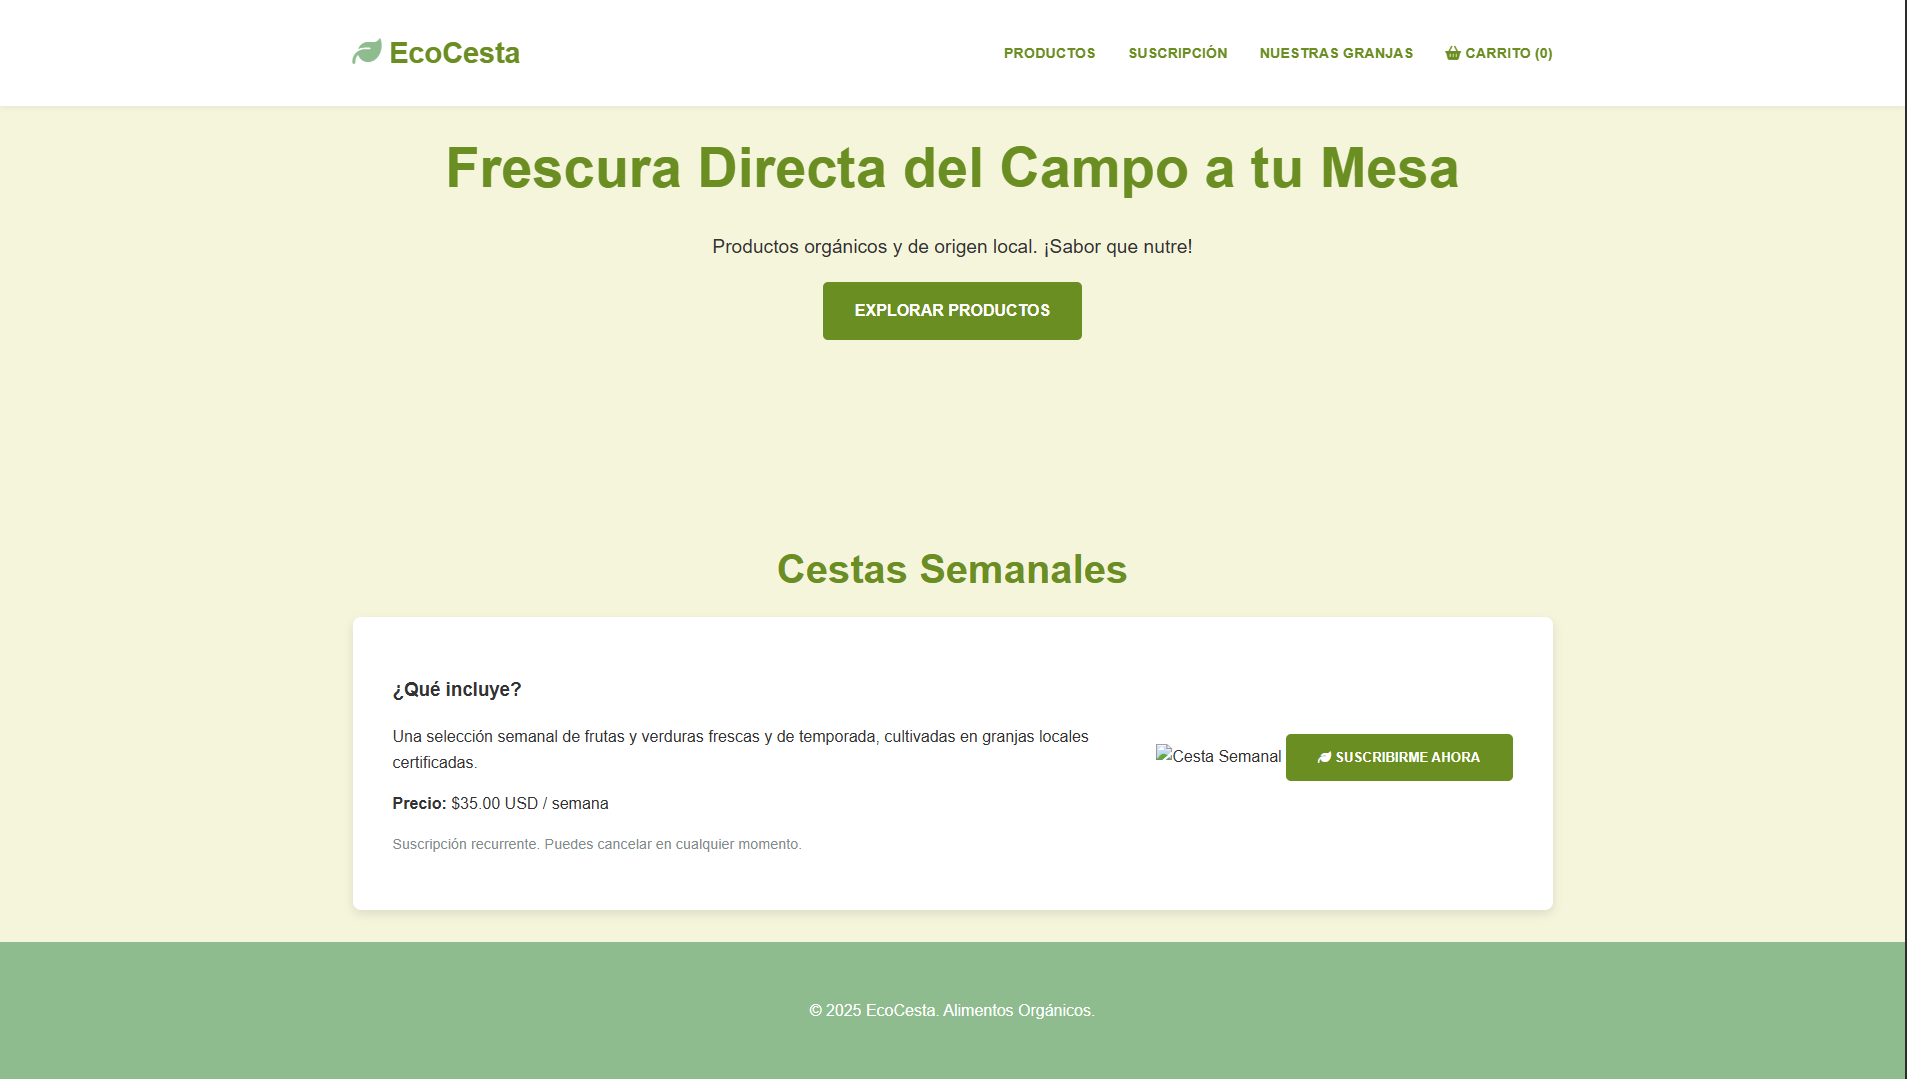 EcoCesta
PRODUCTOS
SUSCRIPCIÓN
NUESTRAS GRANJAS
CARRITO (0)
Frescura Directa del Campo a tu Mesa
Productos orgánicos y de origen local. ¡Sabor que nutre!
EXPLORAR PRODUCTOS
Cestas Semanales
¿Qué incluye?
Una selección semanal de frutas y verduras frescas y de temporada, cultivadas en granjas locales
certificadas.
Precio: $35.00 USD / semana
Suscripción recurrente. Puedes cancelar en cualquier momento.
Cesta Semanal
SUSCRIBIRME AHORA
© 2025 EcoCesta. Alimentos Orgánicos.